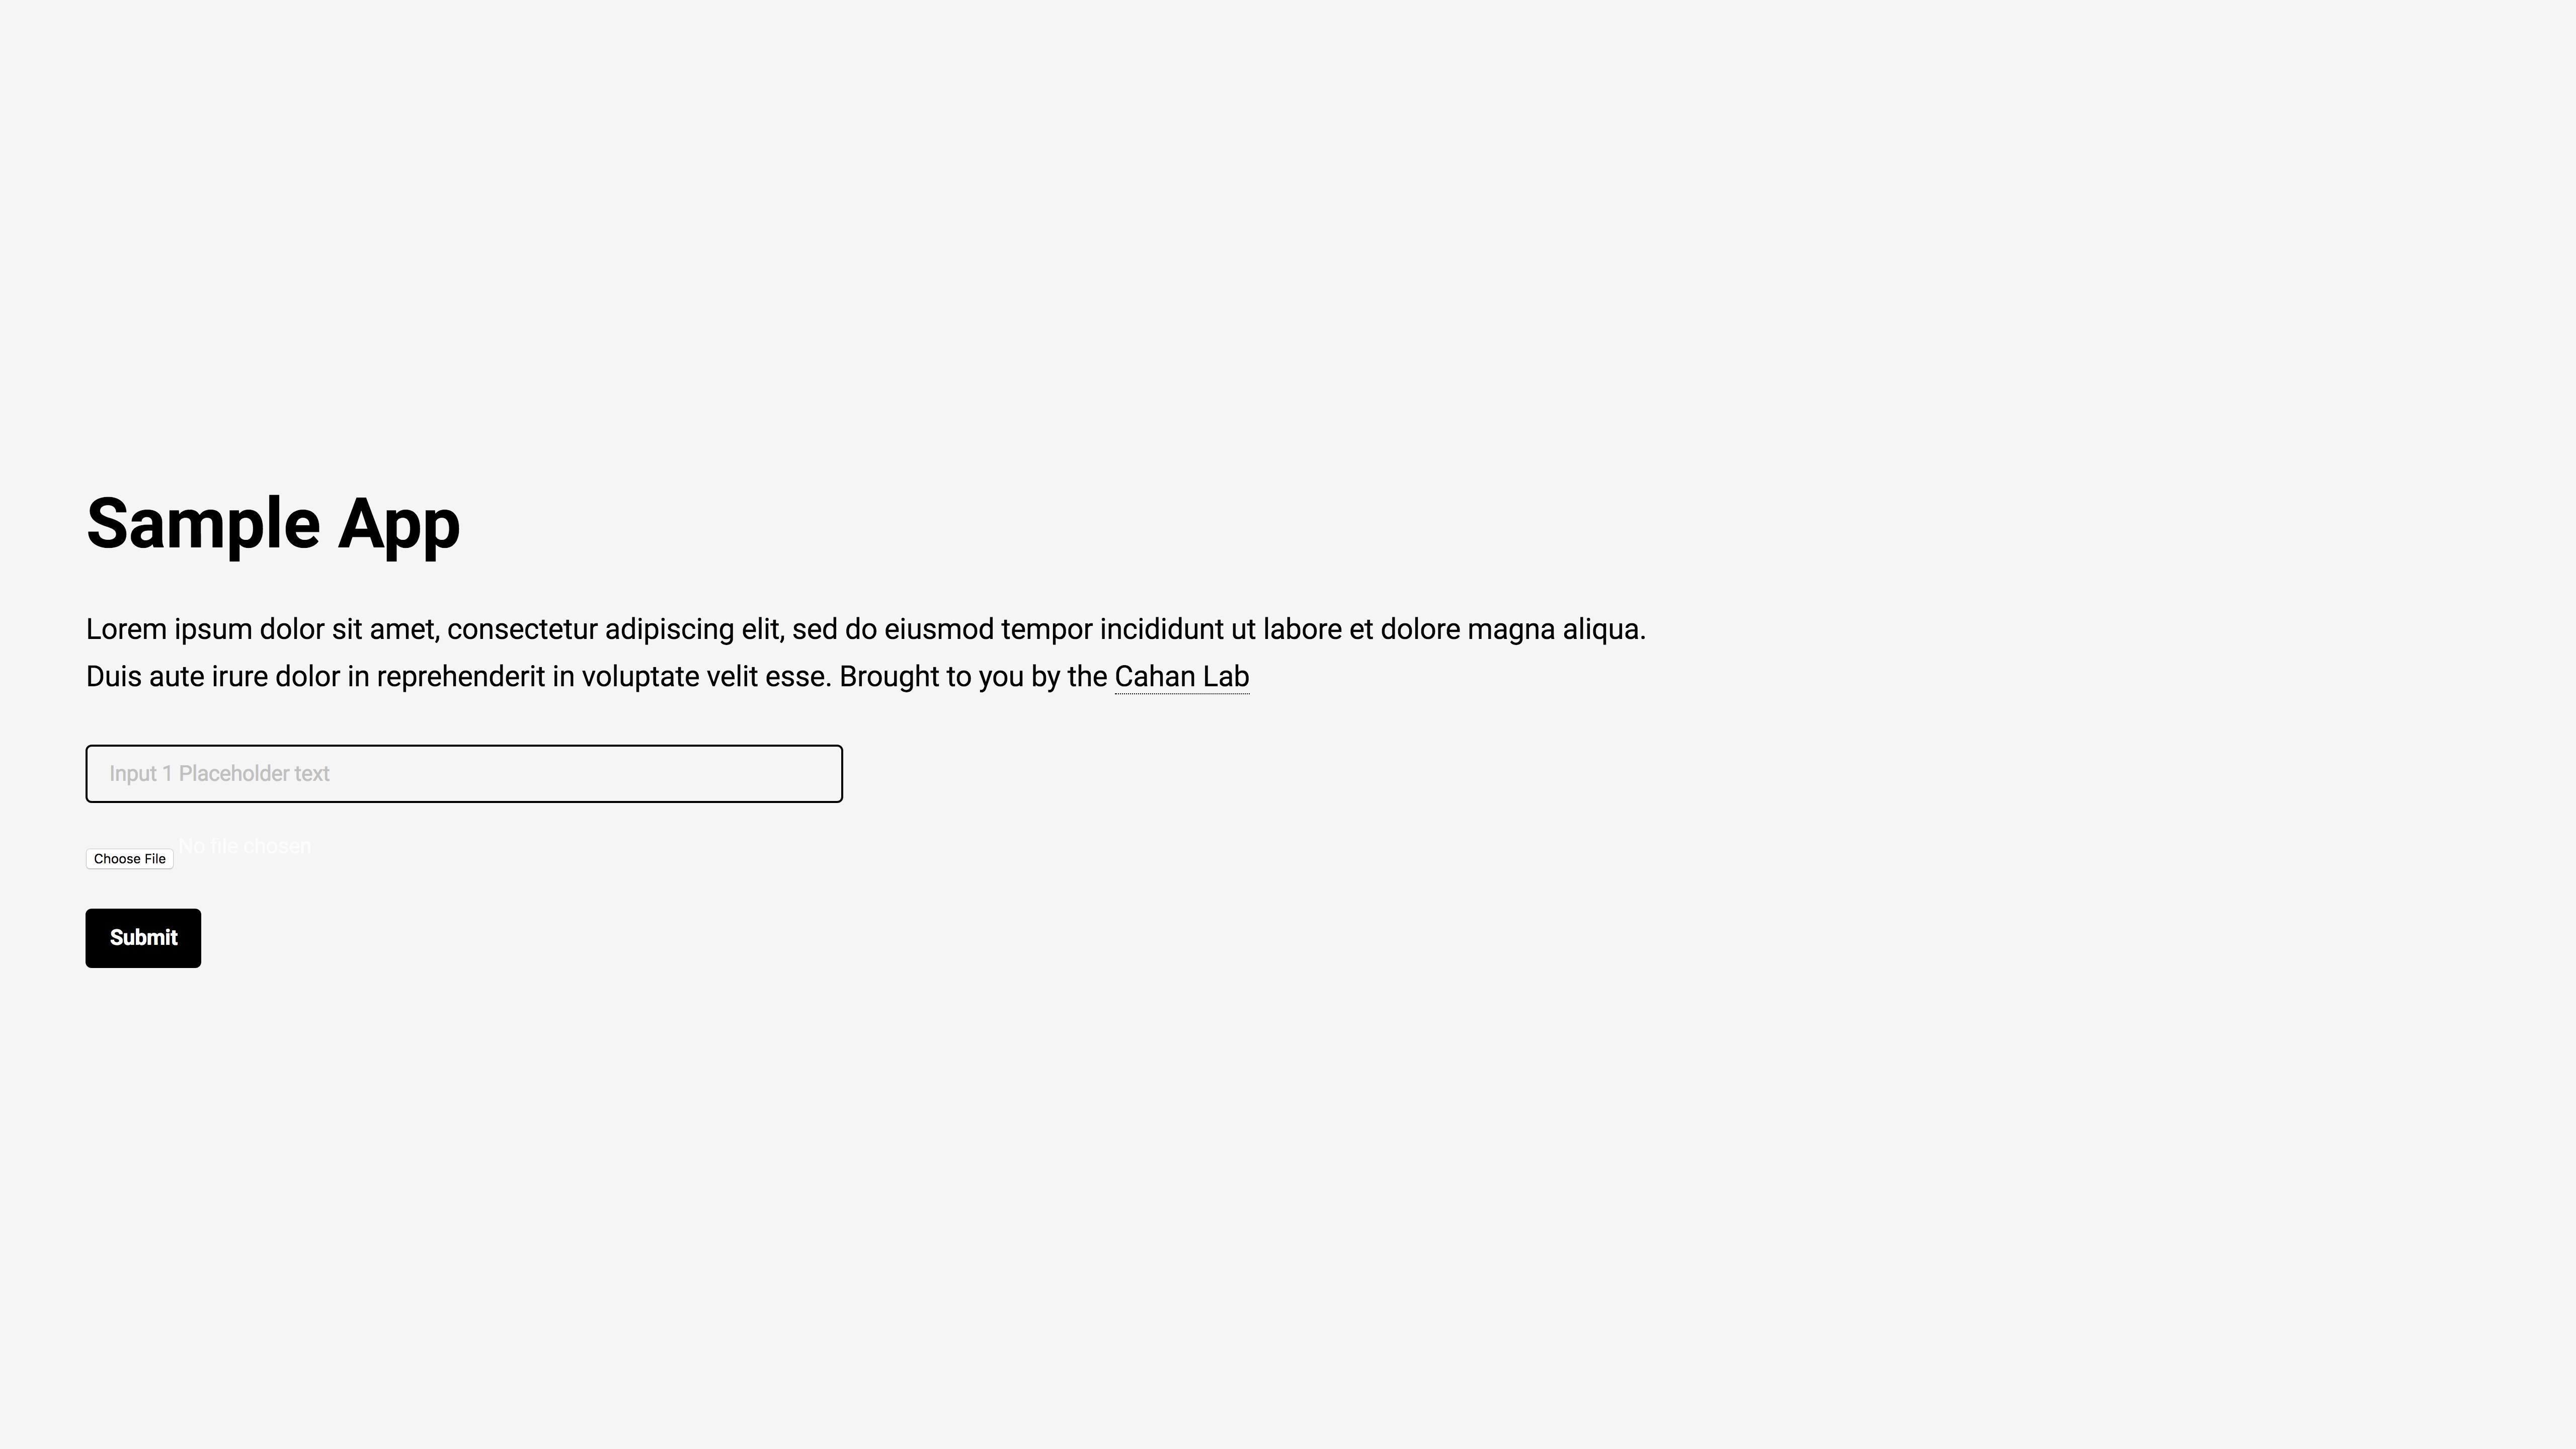 Sample App
Lorem ipsum dolor sit amet, consectetur adipiscing elit, sed do eiusmod tempor incididunt ut labore et dolore magna aliqua.
Duis aute irure dolor in reprehenderit in voluptate velit esse. Brought to you by the Cahan Lab
Input 1 Placeholder text
Choose File No file chosen
Submit